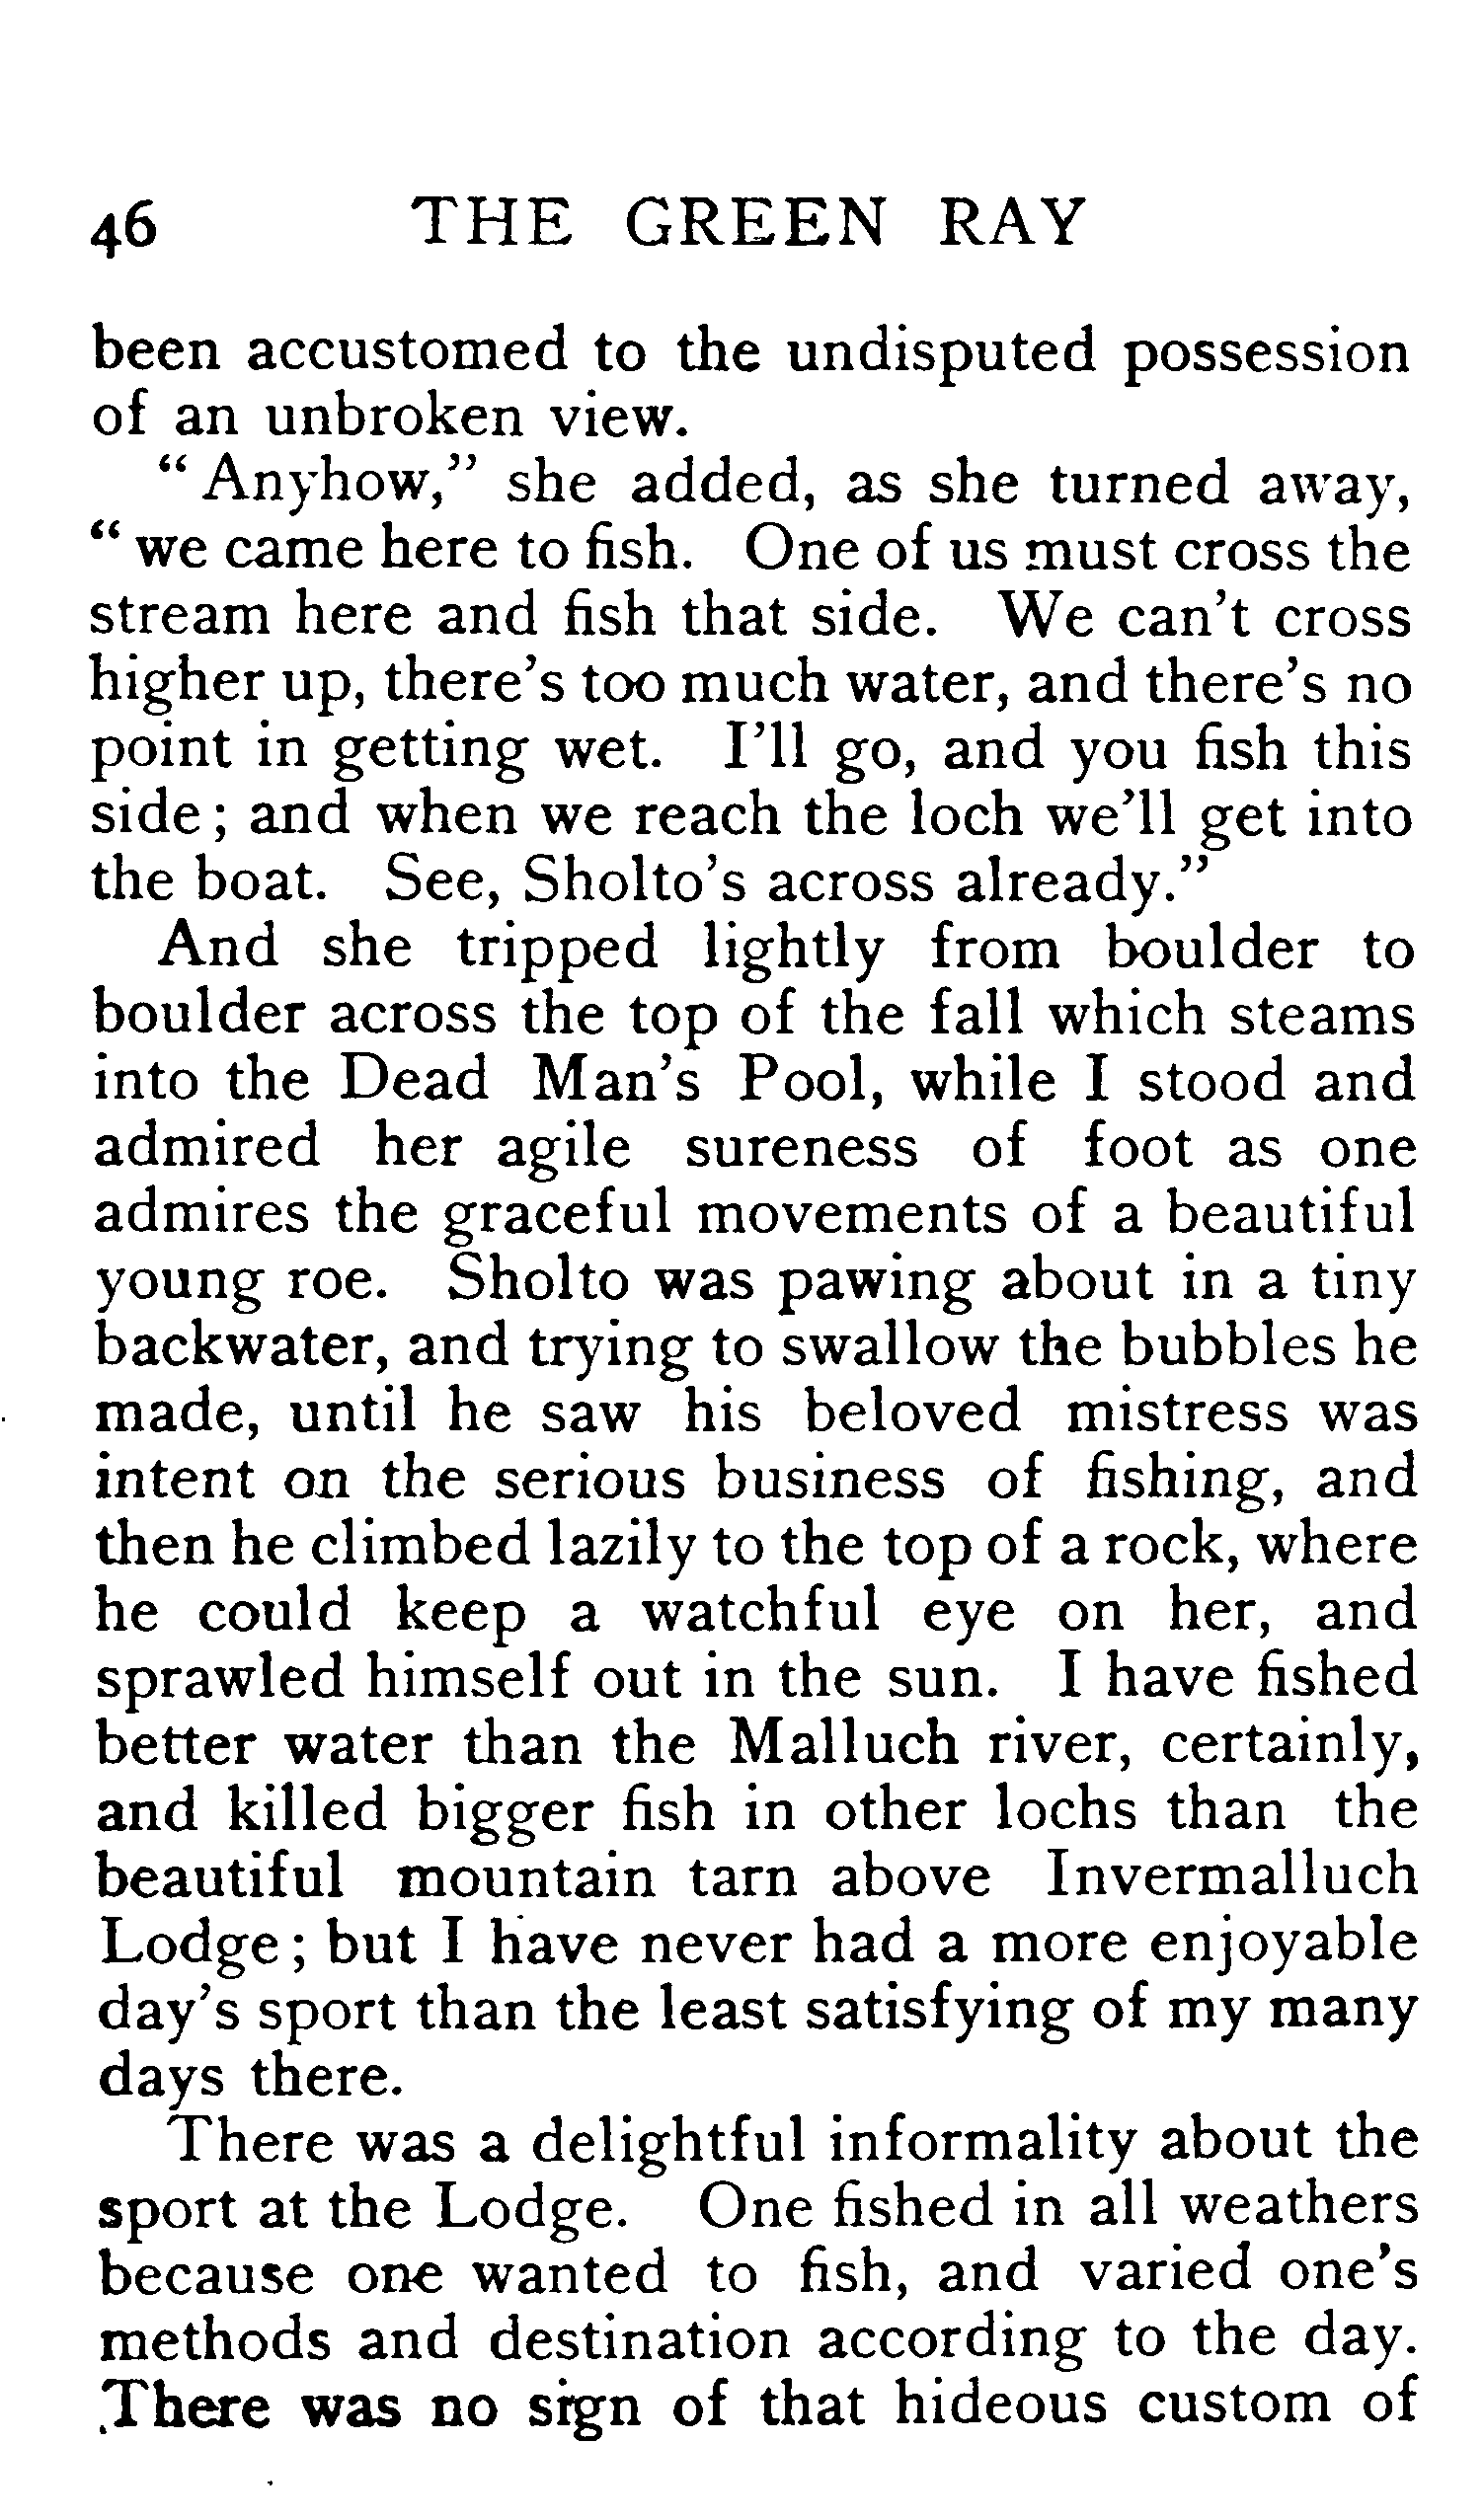 46 THE GREEN RAY
been accustomed to the undisputed possession
of an unbroken view.
“ Anyhow,” she added, as she turned away,
“ we came here to fish. One of us must cross the
stream here and fish that side. We can't cross
higher up, there's too much water, and there's no
point in getting wet. I'll go, and you fish this
side ; and when we reach the loch we'll get into
the boat. See, Sholto's across already.”
And she tripped lightly from boulder to
boulder across the top of the fall which steams
into the Dead Man's Pool, while I stood and
admired her agile sureness of foot as one
admires the graceful movements of a beautiful
young roe. Sholto was pawing about in a tiny
backwater, and trying to swallow the bubbles he
made, until he saw his beloved mistress was
intent on the serious business of fishing, and
then he climbed lazily to the top of a rock, where
he could keep a watchful eye on her, and
sprawled himself out in the sun. I have fished
better water than the Malluch river, certainly,
and killed bigger fish in other lochs than the
beautiful mountain tarn above Invermalluch
Lodge ; but I have never had a more enjoyable
day's sport than the least satisfying of my many
days there.
There was a delightful informality about the
sport at the Lodge. One fished in all weathers
because one wanted to fish, and varied one's
methods and destination according to the day.
There was no sign of that hideous custom of